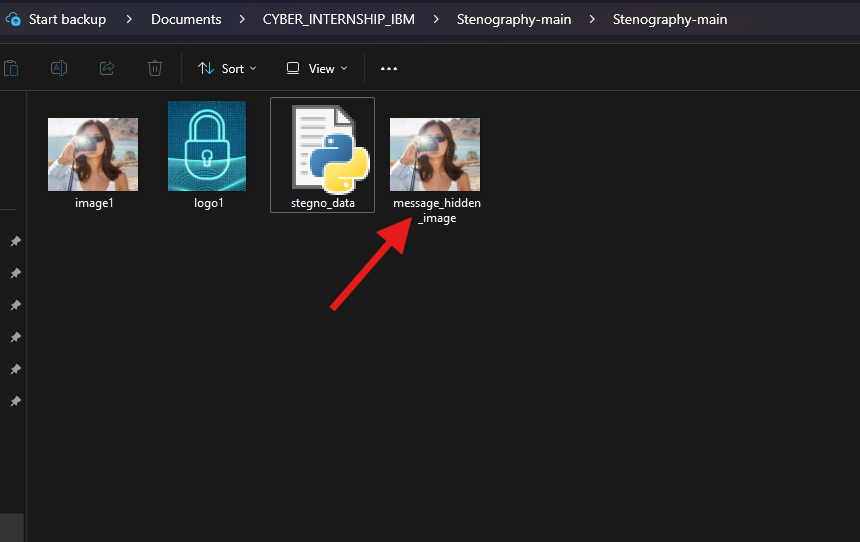 Start backup > Documents > CYBER_INTERNSHIP_IBM > Stenography-main > Stenography-main
Sort View
image1 logo1 stegno_data message_hidden
_image